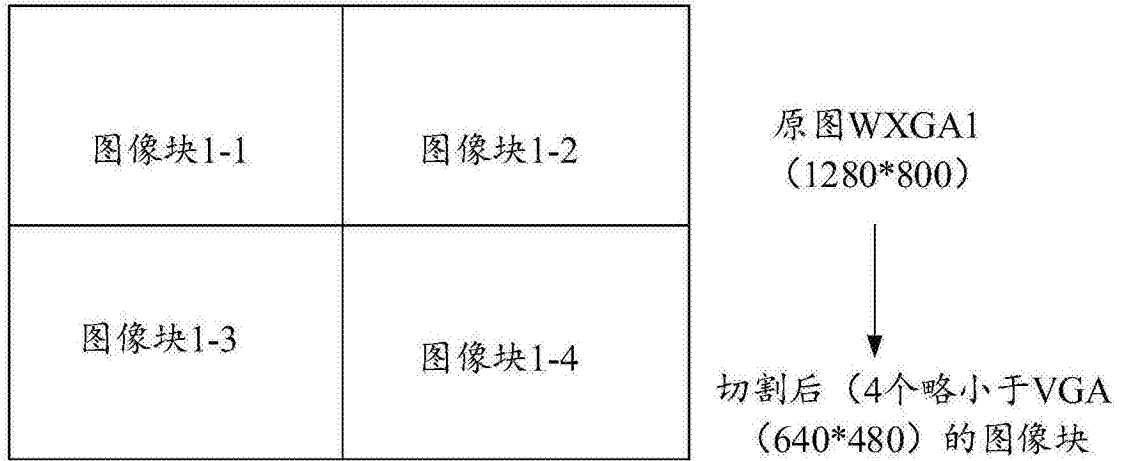 图像块1-1
图像块1-2
图像块1-3
图像块1-4
原图WXGA1
（1280*800）
切割后（4个略小于VGA
（640*480）的图像块